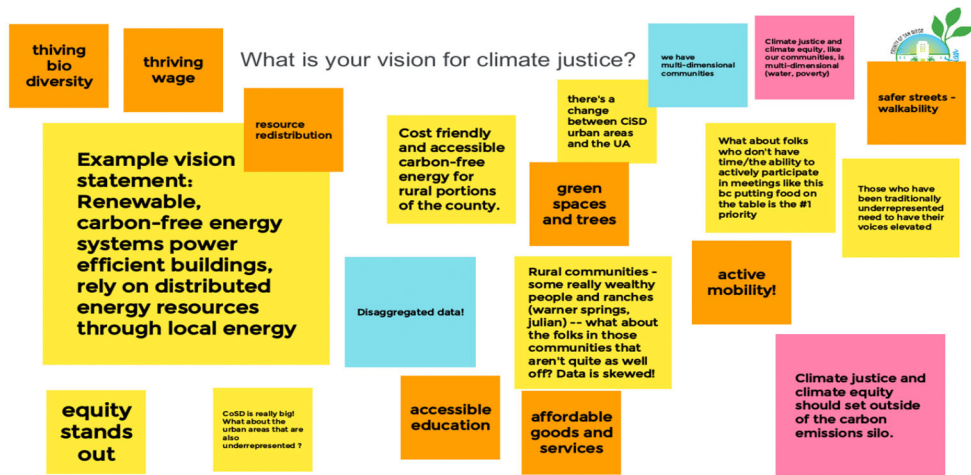 What is your vision for climate justice?
thiving
bio
diversity
thriving
wage
resource
redistribution
Example vision
statement:
Renewable,
carbon-free energy
systems power
efficient buildings,
rely on distributed
energy resources
through local energy
Cost friendly
and accessible
carbon-free
energy for
rural portions
of the county.
there's a
change
between CiSD
urban areas
and the UA
we have
multi-dimensional
communities
Climate justice and
climate equity, like
our communities, is
multi-dimensional
(water, poverty)
safer streets -
walkability
green
spaces
and trees
What about folks
who don't have
time/the ability to
actively participate
in meetings like this
bc putting food on
the table is the #1
priority
Those who have
been traditionally
underrepresented
need to have their
voices elevated
Disaggregated data!
Rural communities -
some really wealthy
people and ranches
(warner springs,
julian) -- what about
the folks in those
communities that
aren't quite as well
off? Data is skewed!
active
mobility!
equity
stands
out
CoSD is really big!
What about the
urban areas that are
also
underrepresented ?
accessible
education
affordable
goods and
services
Climate justice and
climate equity
should set outside
of the carbon
emissions silo.